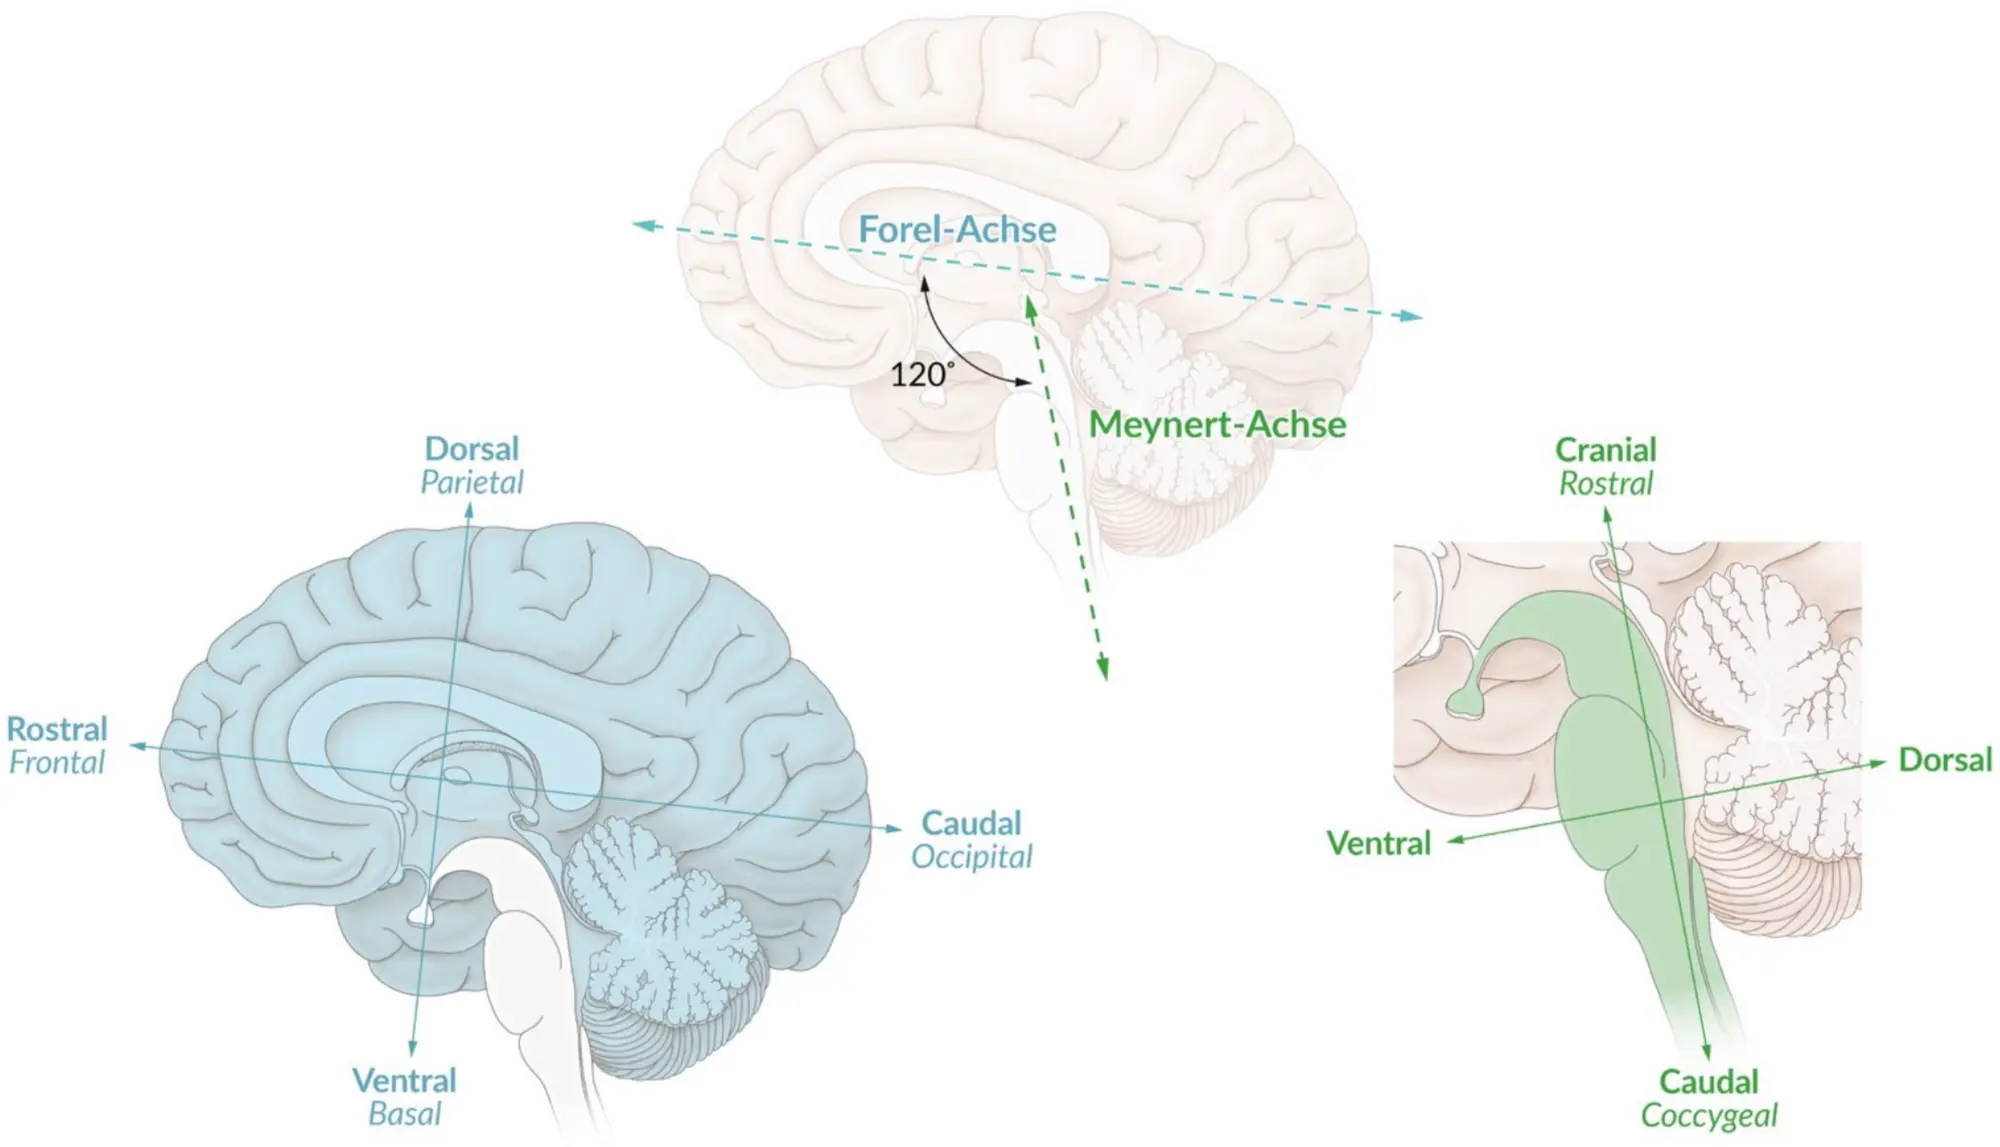 Forel-Achse
120°
Meynert-Achse
Dorsal
Parietal
Rostral
Frontal
Caudal
Occipital
Ventral
Basal
Cranial
Rostral
Dorsal
Ventral
Caudal
Coccygeal